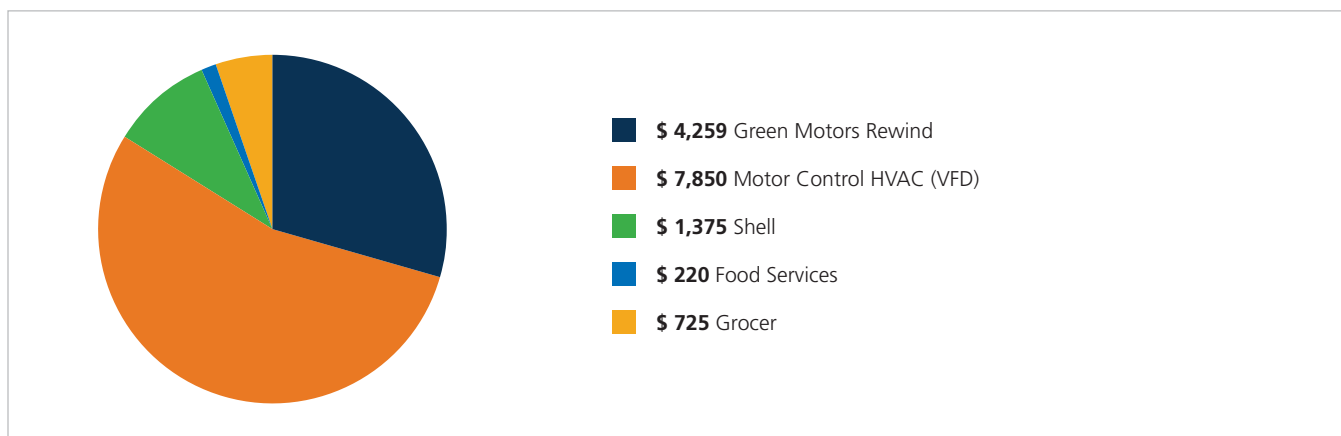 $ 4,259 Green Motors Rewind
$ 7,850 Motor Control HVAC (VFD)
$ 1,375 Shell
$ 220 Food Services
$ 725 Grocer